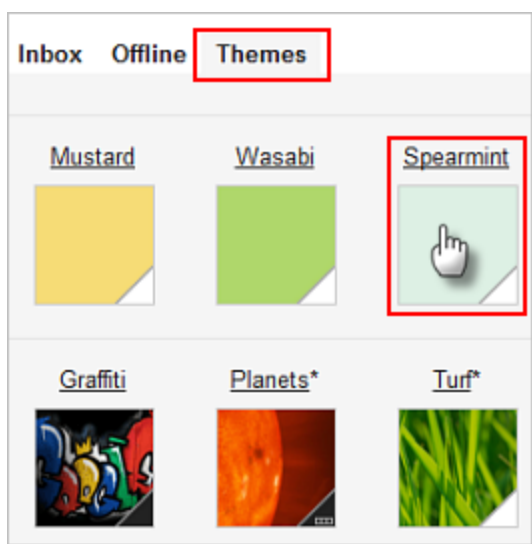 Inbox Offline Themes
Mustard Wasabi Spearmint
Graffiti Planets* Turf*